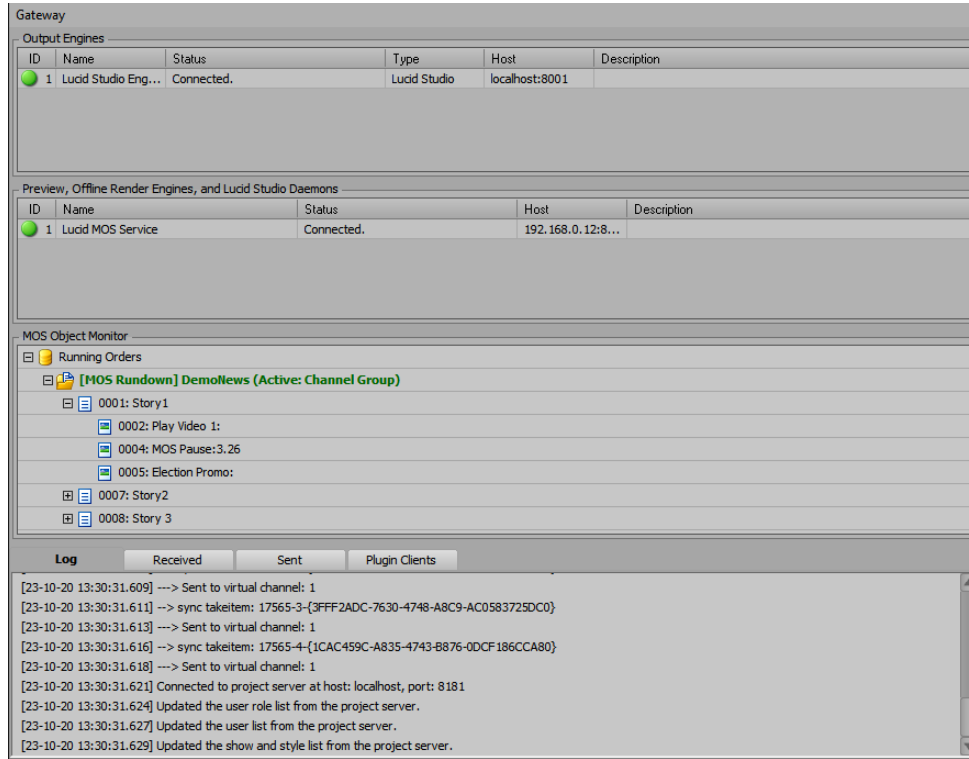 Gateway
Output Engines
ID Name Status Type Host Description
1 Lucid Studio Eng... Connected. Lucid Studio localhost:8001
Preview, Offline Render Engines, and Lucid Studio Daemons
ID Name Status Host Description
1 Lucid MOS Service Connected. 192.168.0.12:8...
MOS Object Monitor
Running Orders
[MOS Rundown] DemoNews (Active: Channel Group)
0001: Story1
0002: Play Video 1:
0004: MOS Pause:3.26
0005: Election Promo:
0007: Story2
0008: Story 3
Log Received Sent Plugin Clients
[23-10-20 13:30:31.609] ---> Sent to virtual channel: 1
[23-10-20 13:30:31.611] --> sync takeitem: 17565-3-{3FFF2ADC-7630-4748-A8C9-AC0583725DC0}
[23-10-20 13:30:31.613] ---> Sent to virtual channel: 1
[23-10-20 13:30:31.616] --> sync takeitem: 17565-4-{1CAC459C-A835-4743-B876-0DCF186CCA80}
[23-10-20 13:30:31.618] ---> Sent to virtual channel: 1
[23-10-20 13:30:31.621] Connected to project server at host: localhost, port: 8181
[23-10-20 13:30:31.624] Updated the user role list from the project server.
[23-10-20 13:30:31.627] Updated the user list from the project server.
[23-10-20 13:30:31.629] Updated the show and style list from the project server.